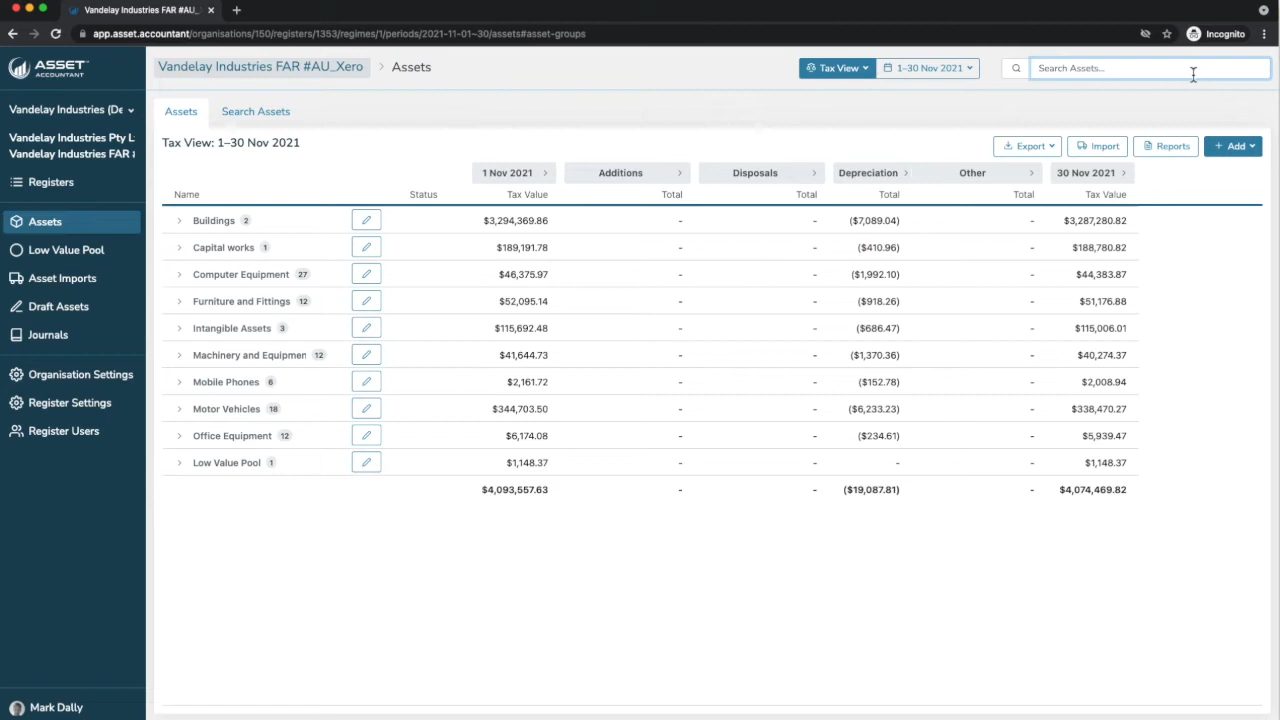 Vandelay Industries FAR #AU_
app.asset.accountant/organisations/150/registers/1353/regimes/1/periods/2021-11-01~30/assets#asset-groups
Incognito
ASSET
ACCOUNTANT
Vandelay Industries FAR #AU_Xero > Assets
Tax View
1–30 Nov 2021
Search Assets...
Vandelay Industries (De
Vandelay Industries Pty L
Vandelay Industries FAR
Registers
Assets
Low Value Pool
Asset Imports
Draft Assets
Journals
Organisation Settings
Register Settings
Register Users
Mark Dally
Assets Search Assets
Tax View: 1–30 Nov 2021
Export Import Reports + Add
1 Nov 2021 Additions Disposals Depreciation Other 30 Nov 2021
Name Status Tax Value Total Total Total Total Tax Value
Buildings 2 $3,294,369.86 - - ($7,089.04) - $3,287,280.82
Capital works 1 $189,191.78 - - ($410.96) - $188,780.82
Computer Equipment 27 $46,375.97 - - ($1,992.10) - $44,383.87
Furniture and Fittings 12 $52,095.14 - - ($918.26) - $51,176.88
Intangible Assets 3 $115,692.48 - - ($686.47) - $115,006.01
Machinery and Equipmen 12 $41,644.73 - - ($1,370.36) - $40,274.37
Mobile Phones 6 $2,161.72 - - ($152.78) - $2,008.94
Motor Vehicles 18 $344,703.50 - - ($6,233.23) - $338,470.27
Office Equipment 12 $6,174.08 - - ($234.61) - $5,939.47
Low Value Pool 1 $1,148.37 - - - - $1,148.37
$4,093,557.63 - - ($19,087.81) - $4,074,469.82